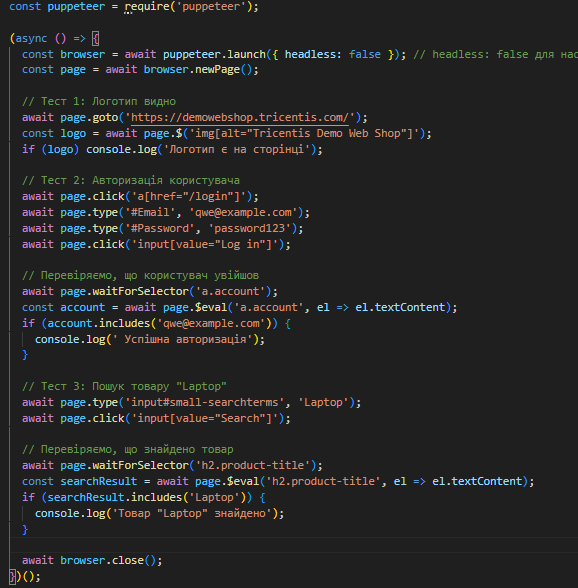 const puppeteer = require('puppeteer');
(async () => {
const browser = await puppeteer.launch({ headless: false }); // headless: false для нас
const page = await browser.newPage();
// Тест 1: Логотип видно
await page.goto('https://demowebshop.tricentis.com/');
const logo = await page.$('img[alt="Tricentis Demo Web Shop"]');
if (logo) console.log('Логотип є на сторінці');
// Тест 2: Авторизація користувача
await page.click('a[href="/login"]');
await page.type('#Email', 'qwe@example.com');
await page.type('#Password', 'password123');
await page.click('input[value="Log in"]');
// Перевіряємо, що користувач увійшов
await page.waitForSelector('a.account');
const account = await page.$eval('a.account', el => el.textContent);
if (account.includes('qwe@example.com')) {
console.log(' Успішна авторизація');
}
// Тест 3: Пошук товару "Laptop"
await page.type('input#small-searchterms', 'Laptop');
await page.click('input[value="Search"]');
// Перевіряємо, що знайдено товар
await page.waitForSelector('h2.product-title');
const searchResult = await page.$eval('h2.product-title', el => el.textContent);
if (searchResult.includes('Laptop')) {
console.log('Товар "Laptop" знайдено');
}
await browser.close();
})();